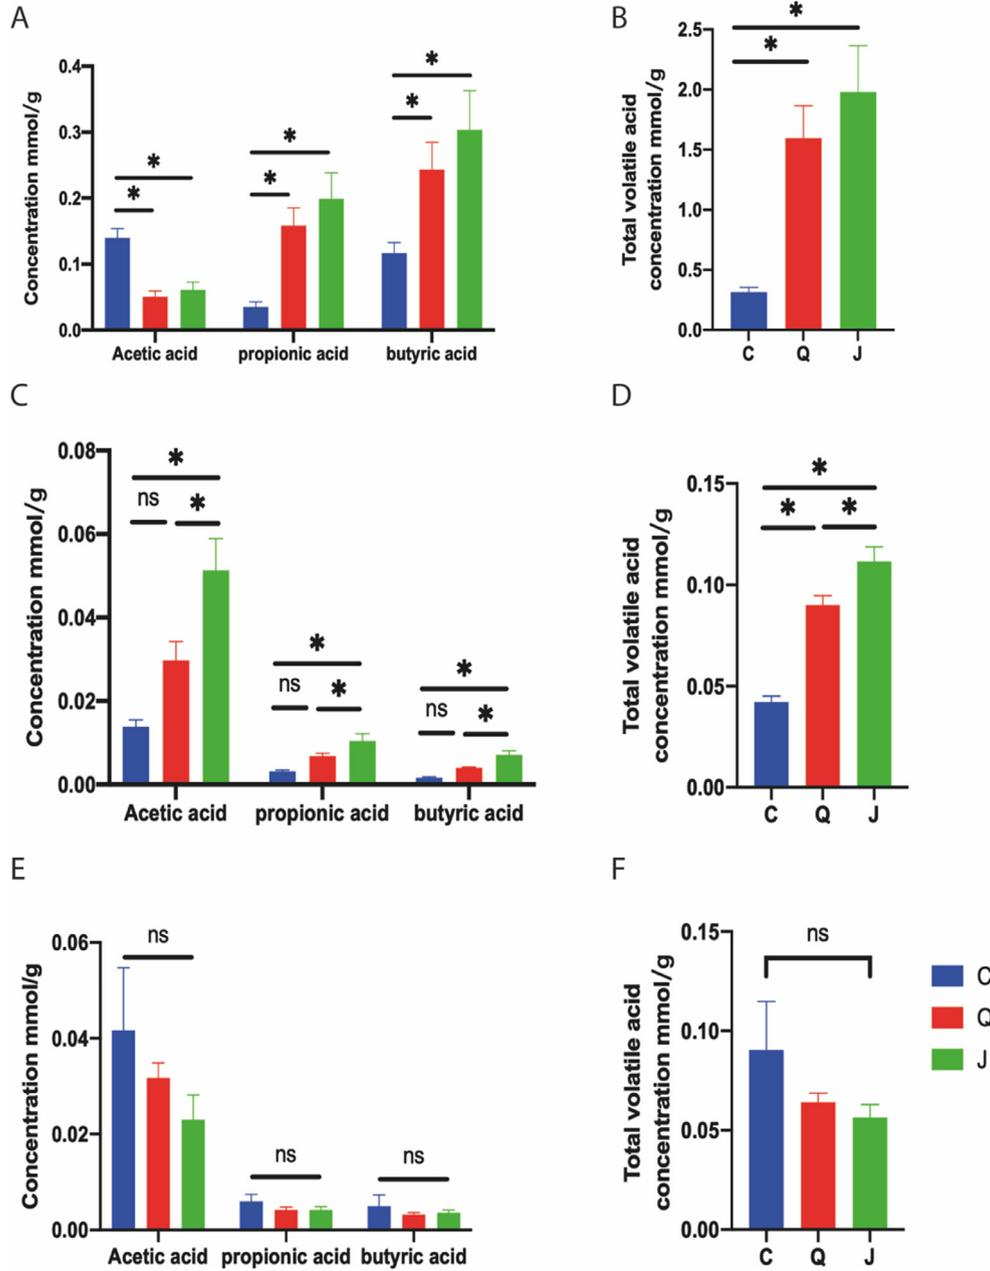 A
Concentration mmol/g
0.4
0.3
0.2
0.1
0.0
*
*
*
*
*
*
Acetic acid propionic acid butyric acid
B
Total volatile acid
concentration mmol/g
2.5
2.0
1.5
1.0
0.5
0.0
*
*
C Q J
C
Concentration mmol/g
0.08
0.06
0.04
0.02
0.00
*
ns *
*
ns *
*
ns *
Acetic acid propionic acid butyric acid
D
Total volatile acid
concentration mmol/g
0.15
0.10
0.05
0.00
*
* *
C Q J
E
Concentration mmol/g
0.06
0.04
0.02
0.00
ns
ns
ns
Acetic acid propionic acid butyric acid
F
Total volatile acid
concentration mmol/g
0.15
0.10
0.05
0.00
ns
C Q J
C
Q
J